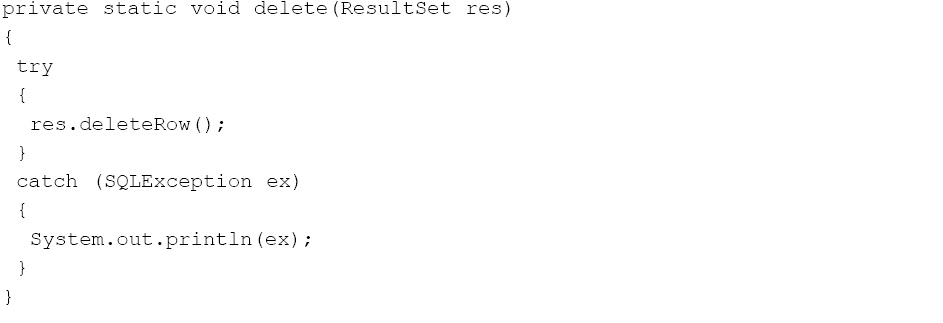 private static void delete(ResultSet res)
{
try
{
res.deleteRow();
}
catch (SQLException ex)
{
System.out.println(ex);
}
}